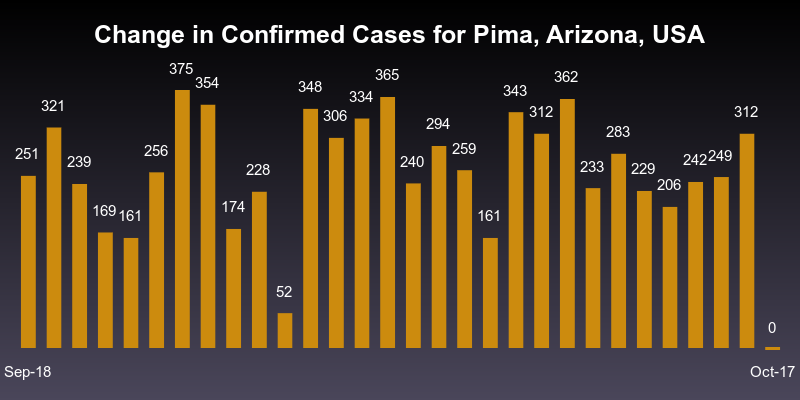 Change in Confirmed Cases for Pima, Arizona, USA
251 321 239 169 161 256 375 354 174 228 52 348 306 334 365 240 294 259 161 343 312 362 233 283 229 206 242 249 312 0
Sep-18 Oct-17